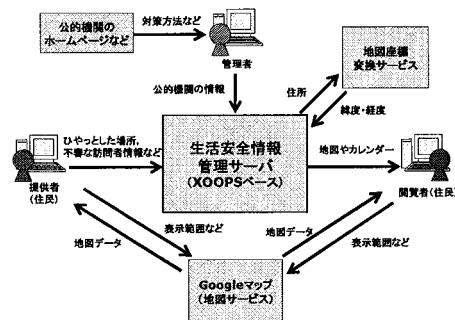 公的機関の
ホームページなど
対策方法など
管理者
地図座標
変換サービス
公的機関の情報
住所
緯度・経度
ひやっとした場所,
不審な訪問者情報など
生活安全情報
管理サーバ
(XOOPSベース)
地図やカレンダー
提供者
(住民)
閲覧者(住民)
表示範囲など
地図データ
地図データ
表示範囲など
Googleマップ
(地図サービス)